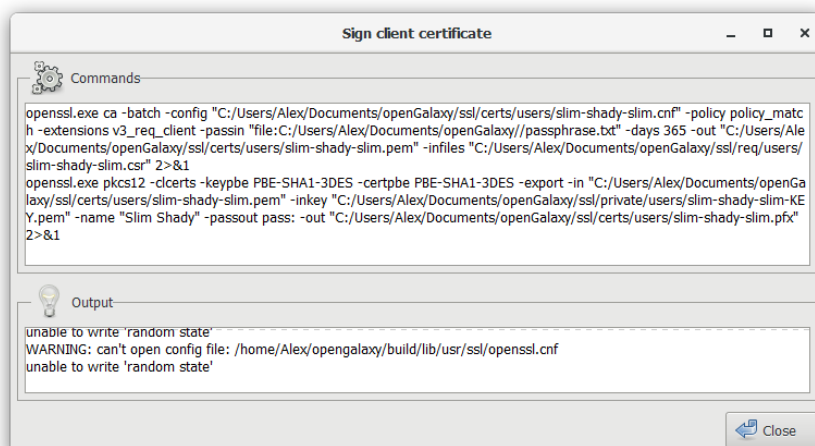 Sign client certificate
Commands
openssl.exe ca -batch -config "C:/Users/Alex/Documents/openGalaxy/ssl/certs/users/slim-shady-slim.cnf" -policy policy_matc
h -extensions v3_req_client -passin "file:C:/Users/Alex/Documents/openGalaxy//passphrase.txt" -days 365 -out "C:/Users/Ale
x/Documents/openGalaxy/ssl/certs/users/slim-shady-slim.pem" -infiles "C:/Users/Alex/Documents/openGalaxy/ssl/req/users/
slim-shady-slim.csr" 2>&1
openssl.exe pkcs12 -clcerts -keypbe PBE-SHA1-3DES -certpbe PBE-SHA1-3DES -export -in "C:/Users/Alex/Documents/openGa
laxy/ssl/certs/users/slim-shady-slim.pem" -inkey "C:/Users/Alex/Documents/openGalaxy/ssl/private/users/slim-shady-slim-KE
Y.pem" -name "Slim Shady" -passout pass: -out "C:/Users/Alex/Documents/openGalaxy/ssl/certs/users/slim-shady-slim.pfx"
2>&1
Output
unable to write 'random state'
WARNING: can't open config file: /home/Alex/opengalaxy/build/lib/usr/ssl/openssl.cnf
unable to write 'random state'
Close